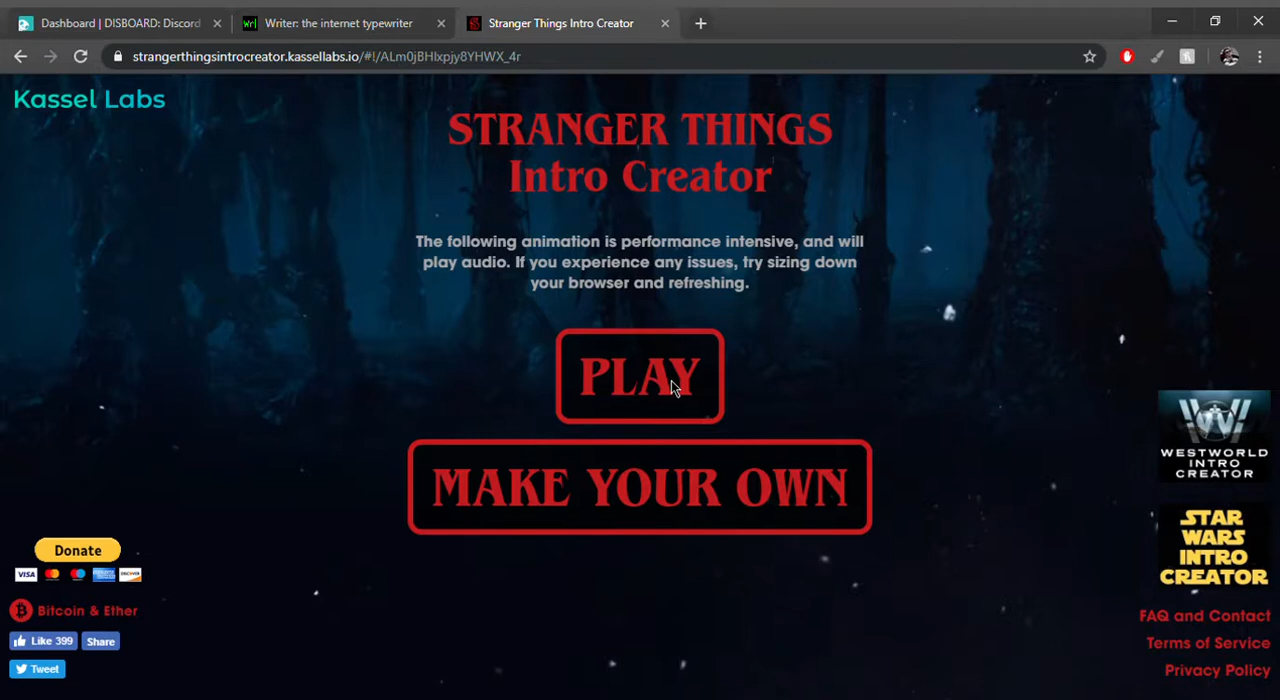 Dashboard | DISBOARD: Discord
Writer: the internet typewriter
Stranger Things Intro Creator
strangerthingsintrocreator.kassellabs.io/#!/ALm0jBHIxpjy8YHWX_4r
Kassel Labs
STRANGER THINGS
Intro Creator
The following animation is performance intensive, and will
play audio. If you experience any issues, try sizing down
your browser and refreshing.
PLAY
MAKE YOUR OWN
WESTWORLD
INTRO
CREATOR
STAR
WARS
INTRO
CREATOR
Donate
VISA
Bitcoin & Ether
Like 399
Share
Tweet
FAQ and Contact
Terms of Service
Privacy Policy